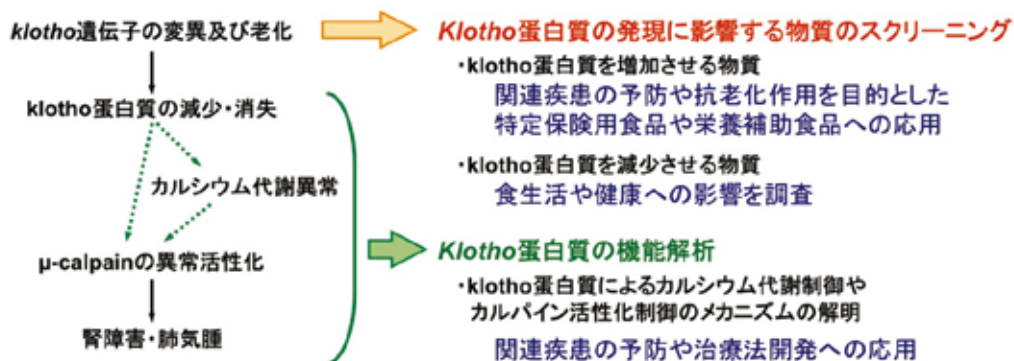 klotho遺伝子の変異及び老化
klotho蛋白質の減少・消失
カルシウム代謝異常
μ-calpainの異常活性化
腎障害・肺気腫
Klotho蛋白質の発現に影響する物質のスクリーニング
・klotho蛋白質を増加させる物質
関連疾患の予防や抗老化作用を目的とした
特定保険用食品や栄養補助食品への応用
・klotho蛋白質を減少させる物質
食生活や健康への影響を調査
Klotho蛋白質の機能解析
・klotho蛋白質によるカルシウム代謝制御や
カルパイン活性化制御のメカニズムの解明
関連疾患の予防や治療法開発への応用